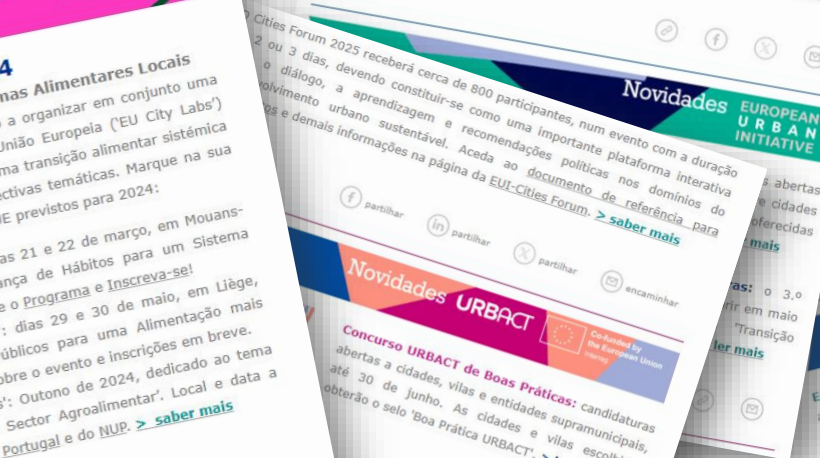 4
mas Alimentares Locais
o a organizar em conjunto uma
União Europeia ('EU City Labs')
ma transição alimentar sistémica
ectivas temáticas. Marque na sua
UE previstos para 2024:
as 21 e 22 de março, em Mouans-
ança de Hábitos para um Sistema
e o Programa e Inscreva-se!
': dias 29 e 30 de maio, em Liège,
úblicos para uma Alimentação mais
obre o evento e inscrições em breve.
s': Outono de 2024, dedicado ao tema
Sector Agroalimentar'. Local e data a
Portugal e do NUP. > saber mais
Cities Forum 2025 receberá cerca de 800 participantes, num evento com a duração
2 ou 3 dias, devendo constituir-se como uma importante plataforma interativa
o diálogo, a aprendizagem e recomendações políticas nos domínios do
olvimento urbano sustentável. Aceda ao documento de referência para
os e demais informações na página da EUI-Cities Forum. > saber mais
partilhar
in partilhar
partilhar
encaminhar
Novidades URBACT
Co-funded by
the European Union
Interreg
Concurso URBACT de Boas Práticas: candidaturas
abertas a cidades, vilas e entidades supramunicipais,
até 30 de junho. As cidades e vilas
obterão o selo 'Boa Prática URBACT'. >
Novidades
EUROPEAN
URBAN
INITIATIVE
s abertas
e cidades
oferecidas
mais
as: o 3.º
rir em maio
'Transição
ber mais